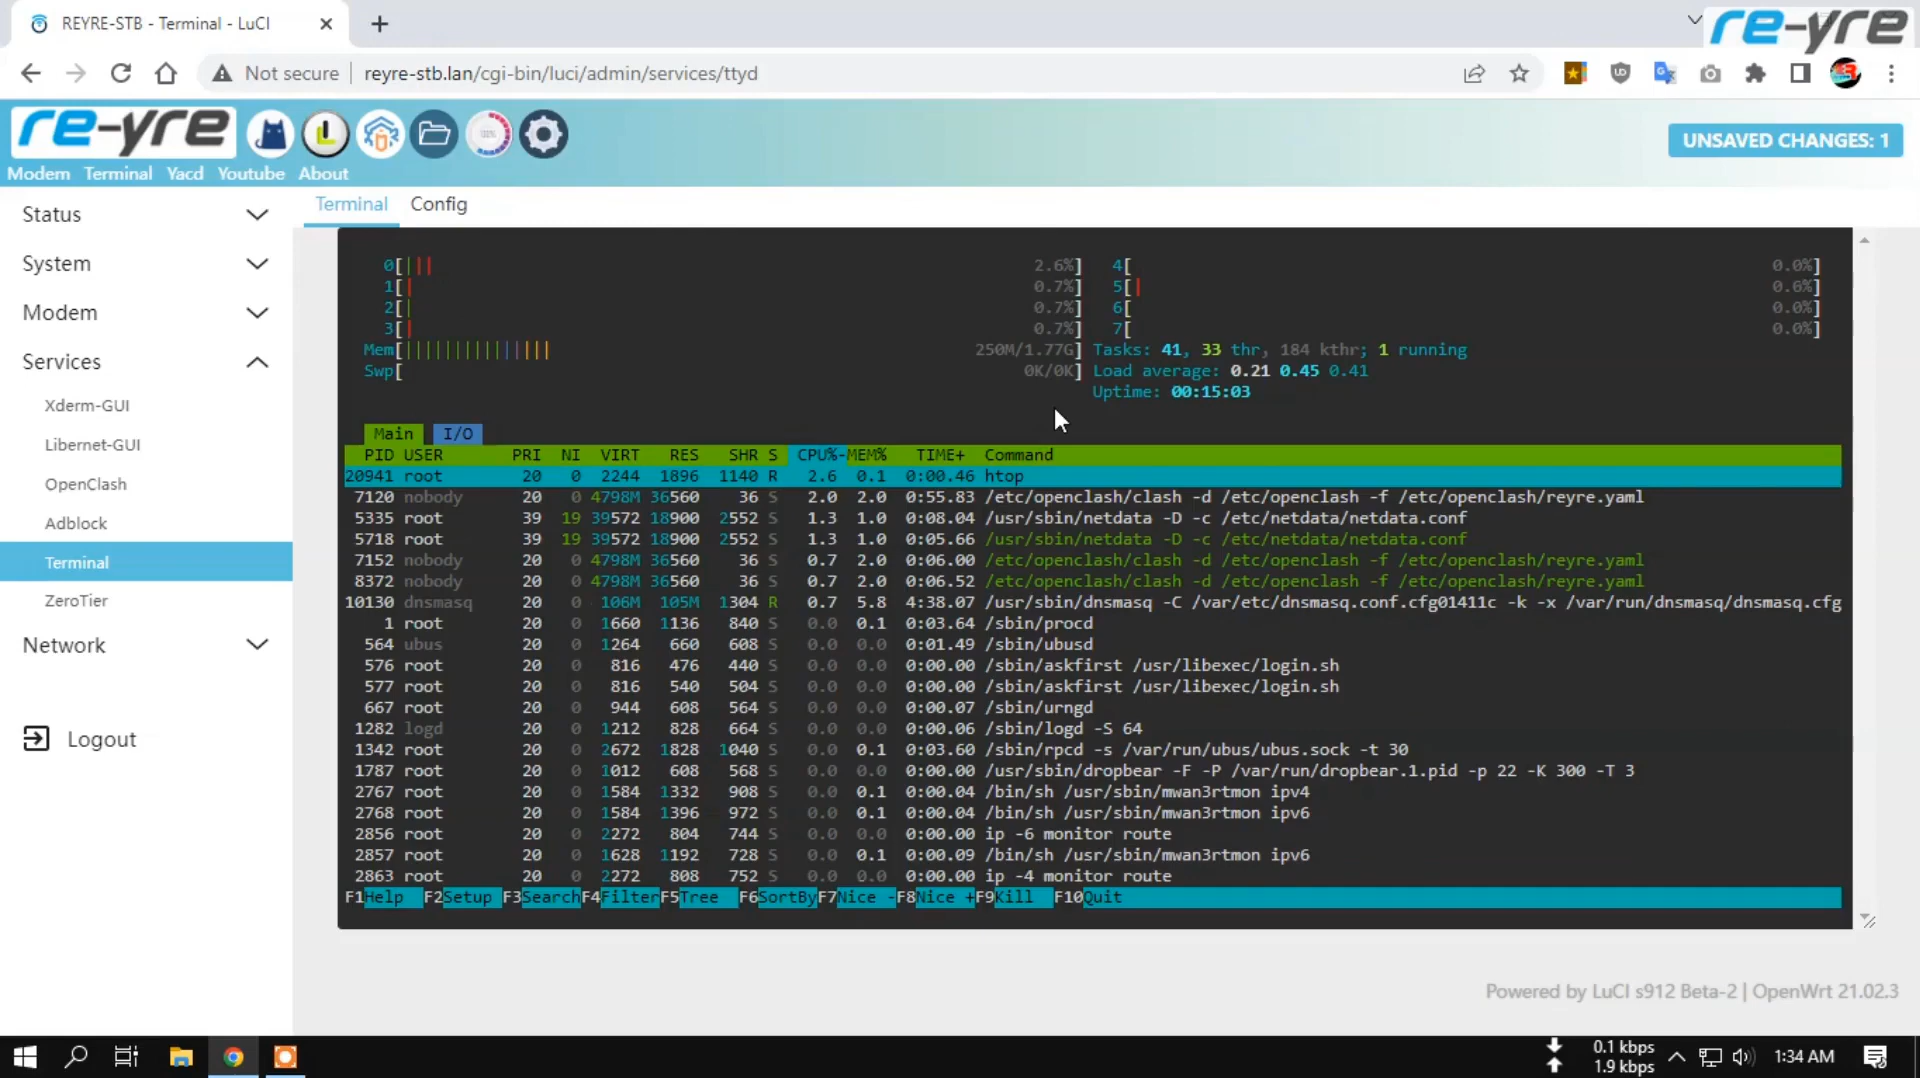 REYRE-STB - Terminal - LuCI
re-yre
Not secure
reyre-stb.lan/cgi-bin/luci/admin/services/ttyd
re-yre
100%
UNSAVED CHANGES: 1
Modem Terminal Yacd Youtube About
Status
System
Modem
Services
Xderm-GUI
Libernet-GUI
OpenClash
Adblock
Terminal
ZeroTier
Network
Logout
Terminal Config
0[||| 2.6%] 4[ 0.0%]
1[| 0.7%] 5[| 0.6%]
2[| 0.7%] 6[ 0.0%]
3[| 0.7%] 7[ 0.0%]
Mem[||||||||||||||| 250M/1.77G] Tasks: 41, 33 thr, 184 kthr; 1 running
Swp[ 0K/0K] Load average: 0.21 0.45 0.41
Uptime: 00:15:03
Main I/O
PID USER PRI NI VIRT RES SHR S CPU%-MEM% TIME+ Command
20941 root 20 0 2244 1896 1140 R 2.6 0.1 0:00.46 htop
7120 nobody 20 0 4798M 36560 36 S 2.0 2.0 0:55.83 /etc/openclash/clash -d /etc/openclash -f /etc/openclash/reyre.yaml
5335 root 39 19 39572 18900 2552 S 1.3 1.0 0:08.04 /usr/sbin/netdata -D -c /etc/netdata/netdata.conf
5718 root 39 19 39572 18900 2552 S 1.3 1.0 0:05.66 /usr/sbin/netdata -D -c /etc/netdata/netdata.conf
7152 nobody 20 0 4798M 36560 36 S 0.7 2.0 0:06.00 /etc/openclash/clash -d /etc/openclash -f /etc/openclash/reyre.yaml
8372 nobody 20 0 4798M 36560 36 S 0.7 2.0 0:06.52 /etc/openclash/clash -d /etc/openclash -f /etc/openclash/reyre.yaml
10130 dnsmasq 20 0 106M 105M 1304 R 0.7 5.8 4:38.07 /usr/sbin/dnsmasq -C /var/etc/dnsmasq.conf.cfg01411c -k -x /var/run/dnsmasq/dnsmasq.cfg
1 root 20 0 1660 1136 840 S 0.0 0.1 0:03.64 /sbin/procd
564 ubus 20 0 1264 660 608 S 0.0 0.0 0:01.49 /sbin/ubusd
576 root 20 0 816 476 440 S 0.0 0.0 0:00.00 /sbin/askfirst /usr/libexec/login.sh
577 root 20 0 816 540 504 S 0.0 0.0 0:00.00 /sbin/askfirst /usr/libexec/login.sh
667 root 20 0 944 608 564 S 0.0 0.0 0:00.07 /sbin/urngd
1282 logd 20 0 1212 828 664 S 0.0 0.0 0:00.06 /sbin/logd -S 64
1342 root 20 0 2672 1828 1040 S 0.0 0.1 0:03.60 /sbin/rpcd -s /var/run/ubus/ubus.sock -t 30
1787 root 20 0 1012 608 568 S 0.0 0.0 0:00.00 /usr/sbin/dropbear -F -P /var/run/dropbear.1.pid -p 22 -K 300 -T 3
2767 root 20 0 1584 1332 908 S 0.0 0.1 0:00.04 /bin/sh /usr/sbin/mwan3rtmon ipv4
2768 root 20 0 1584 1396 972 S 0.0 0.1 0:00.04 /bin/sh /usr/sbin/mwan3rtmon ipv6
2856 root 20 0 2272 804 744 S 0.0 0.0 0:00.00 ip -6 monitor route
2857 root 20 0 1628 1192 728 S 0.0 0.1 0:00.09 /bin/sh /usr/sbin/mwan3rtmon ipv6
2863 root 20 0 2272 808 752 S 0.0 0.0 0:00.00 ip -4 monitor route
F1Help F2Setup F3SearchF4FilterF5Tree F6SortByF7Nice -F8Nice +F9Kill F10Quit
Powered by LuCI s912 Beta-2 | OpenWrt 21.02.3
0.1 kbps
1.9 kbps
1:34 AM